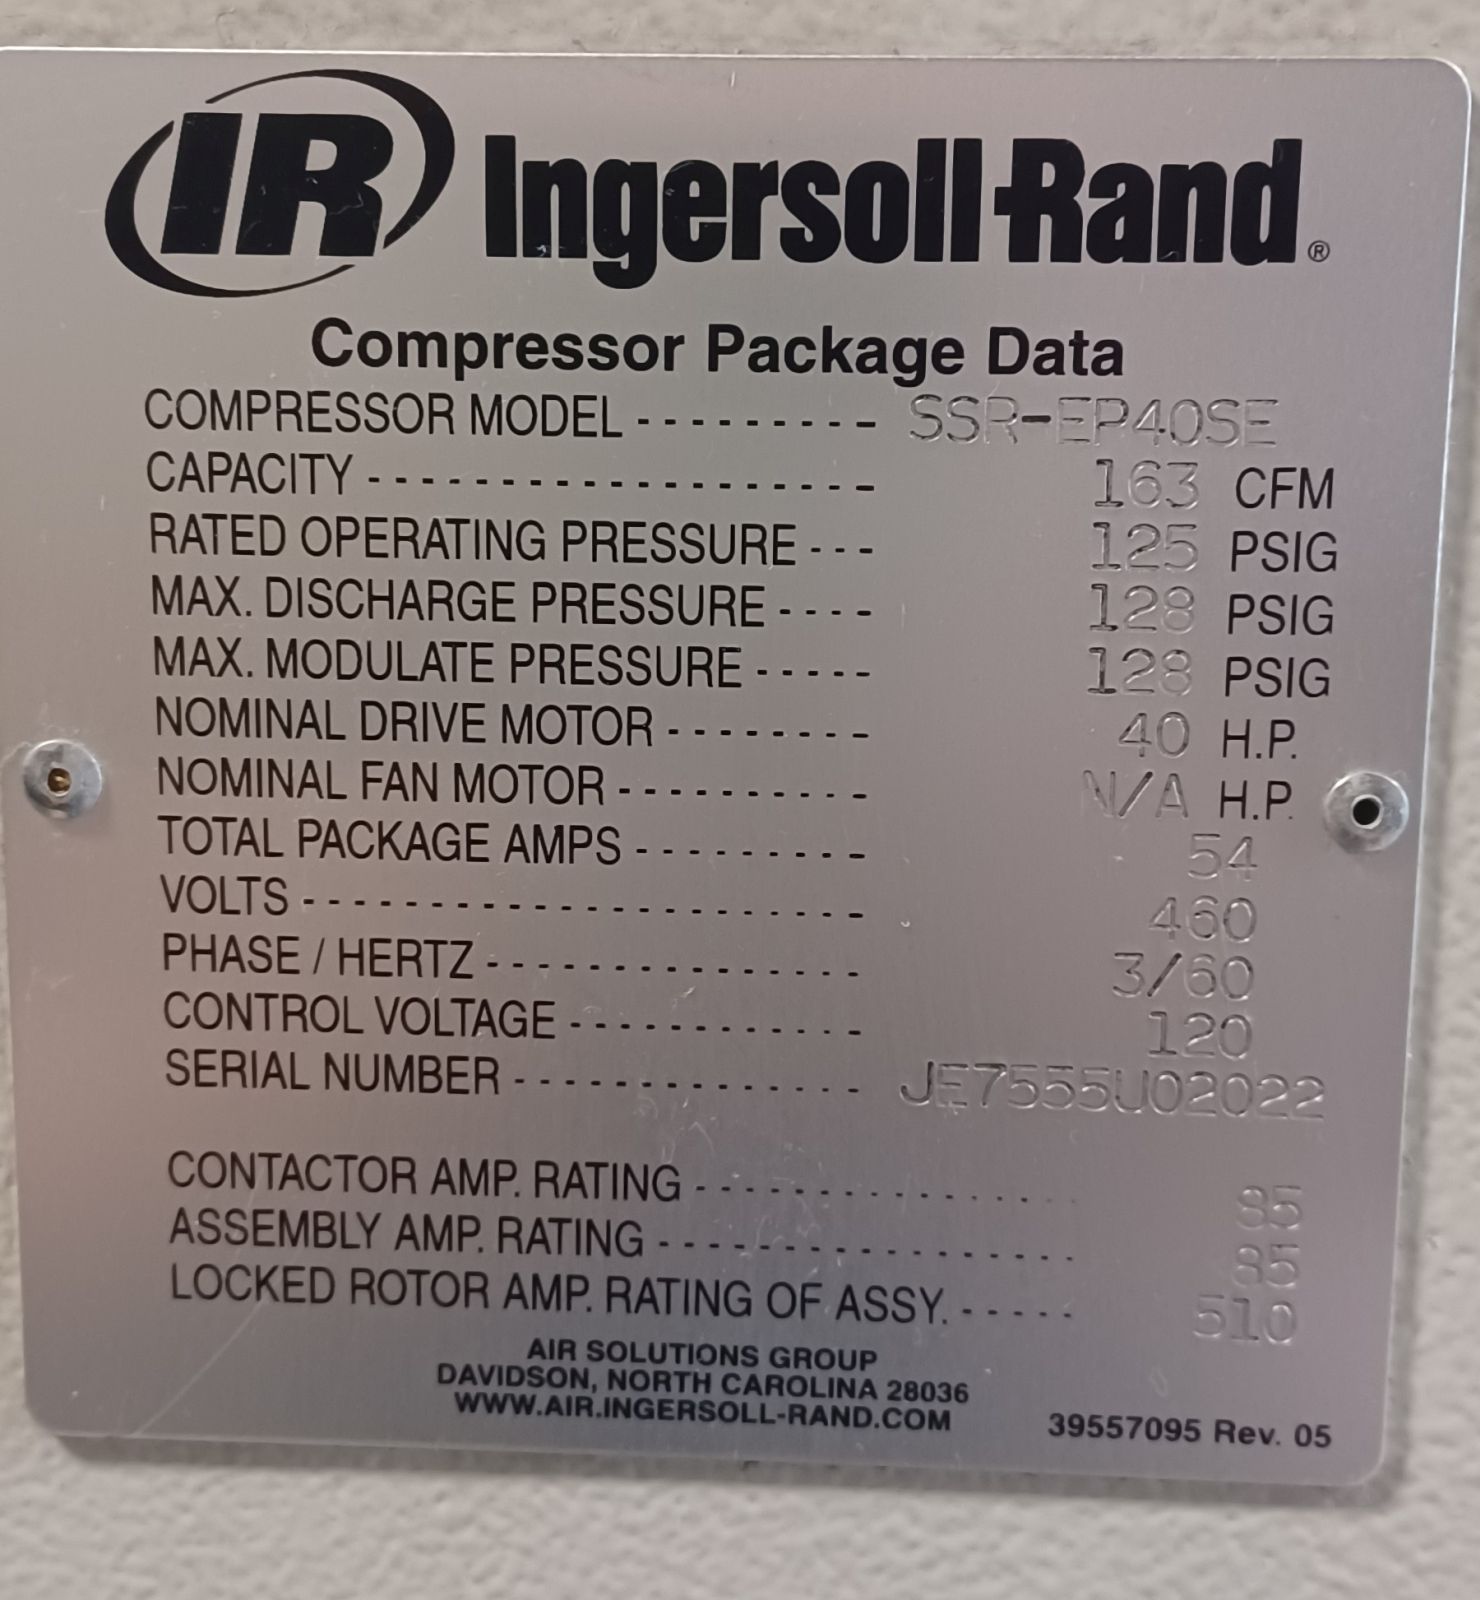 IR Ingersoll-Rand®
Compressor Package Data
COMPRESSOR MODEL --------- SSR-EP40SE
CAPACITY ------------------- 163 CFM
RATED OPERATING PRESSURE --- 125 PSIG
MAX. DISCHARGE PRESSURE ---- 128 PSIG
MAX. MODULATE PRESSURE ----- 128 PSIG
NOMINAL DRIVE MOTOR -------- 40 H.P.
NOMINAL FAN MOTOR ---------- N/A H.P.
TOTAL PACKAGE AMPS --------- 54
VOLTS ---------------------- 460
PHASE / HERTZ --------------- 3/60
CONTROL VOLTAGE ------------ 120
SERIAL NUMBER -------------- JE7555U02022
CONTACTOR AMP. RATING --------------- 85
ASSEMBLY AMP. RATING ----------------- 85
LOCKED ROTOR AMP. RATING OF ASSY. ----- 510
AIR SOLUTIONS GROUP
DAVIDSON, NORTH CAROLINA 28036
WWW.AIR.INGERSOLL-RAND.COM
39557095 Rev. 05